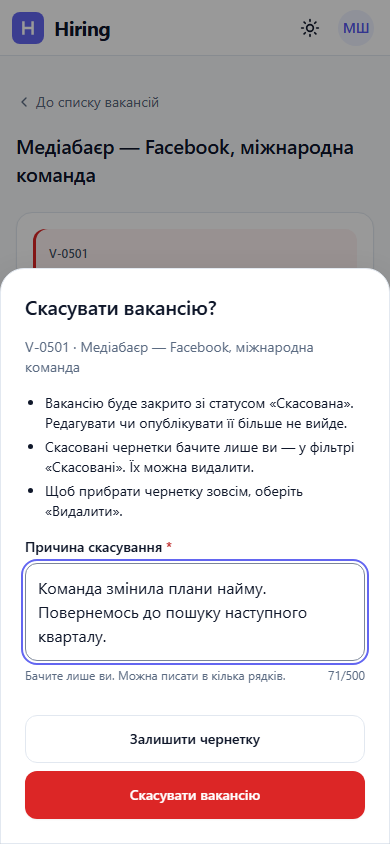 H Hiring
МШ
До списку вакансій
Медіабаєр — Facebook, міжнародна
команда
V-0501
Скасувати вакансію?
V-0501 · Медіабаєр — Facebook, міжнародна
команда
• Вакансію буде закрито зі статусом «Скасована».
Редагувати чи опублікувати її більше не вийде.
• Скасовані чернетки бачите лише ви — у фільтрі
«Скасовані». Їх можна видалити.
• Щоб прибрати чернетку зовсім, оберіть
«Видалити».
Причина скасування *
Команда змінила плани найму.
Повернемось до пошуку наступного
кварталу.
Бачите лише ви. Можна писати в кілька рядків. 71/500
Залишити чернетку
Скасувати вакансію